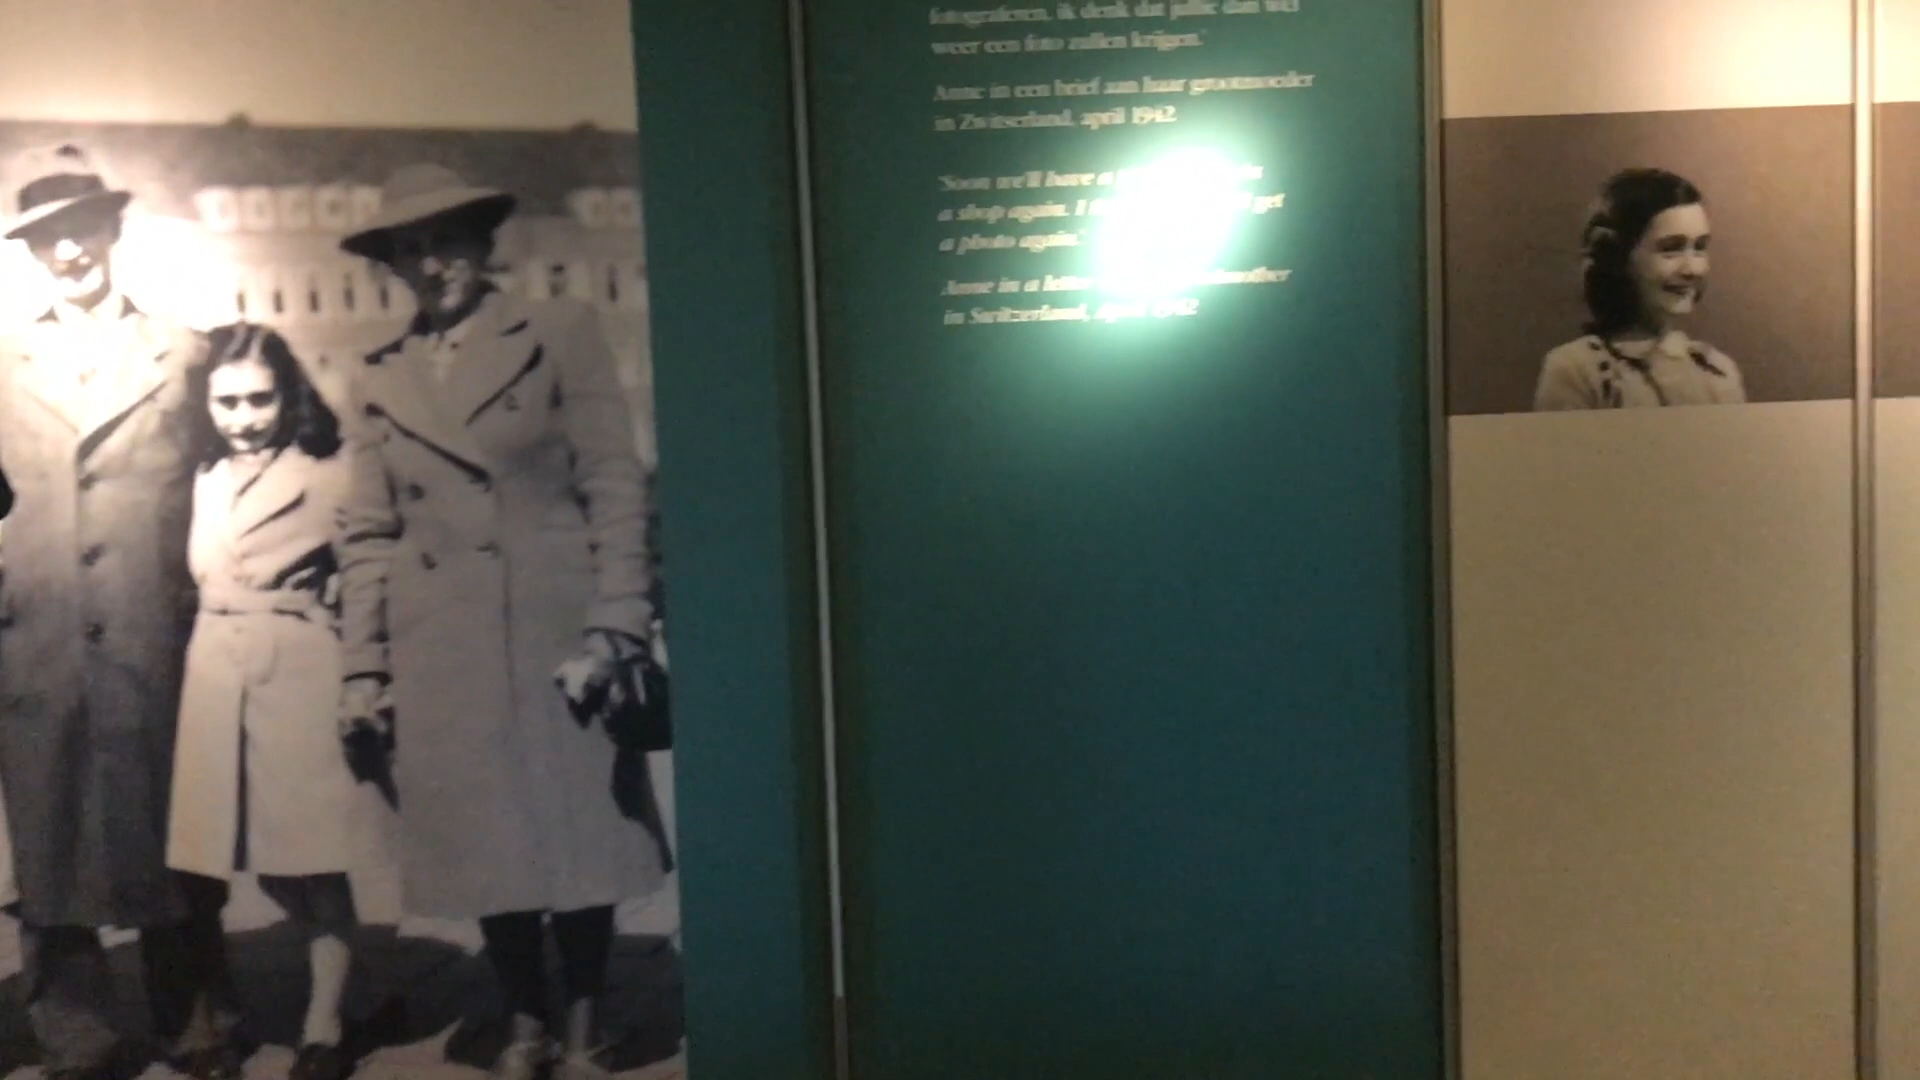 fotograferen, ik denk dat jullie dan wel
weer een foto zullen krijgen.'
Anne in een brief aan haar grootmoeder
in Zwitserland, april 1942
'Soon we'll have a
a shop again. I get
a photo again.'
Anne in a letter
in Switzerland, 1942